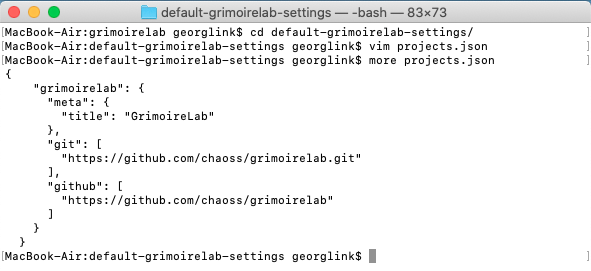 default-grimoirelab-settings — -bash — 83×73
[MacBook-Air:grimoirelab georglink$ cd default-grimoirelab-settings/ ]
[MacBook-Air:default-grimoirelab-settings georglink$ vim projects.json ]
[MacBook-Air:default-grimoirelab-settings georglink$ more projects.json ]
{
    "grimoirelab": {
      "meta": {
        "title": "GrimoireLab"
      },
      "git": [
        "https://github.com/chaoss/grimoirelab.git"
      ],
      "github": [
        "https://github.com/chaoss/grimoirelab"
      ]
    }
  }
[MacBook-Air:default-grimoirelab-settings georglink$ ]